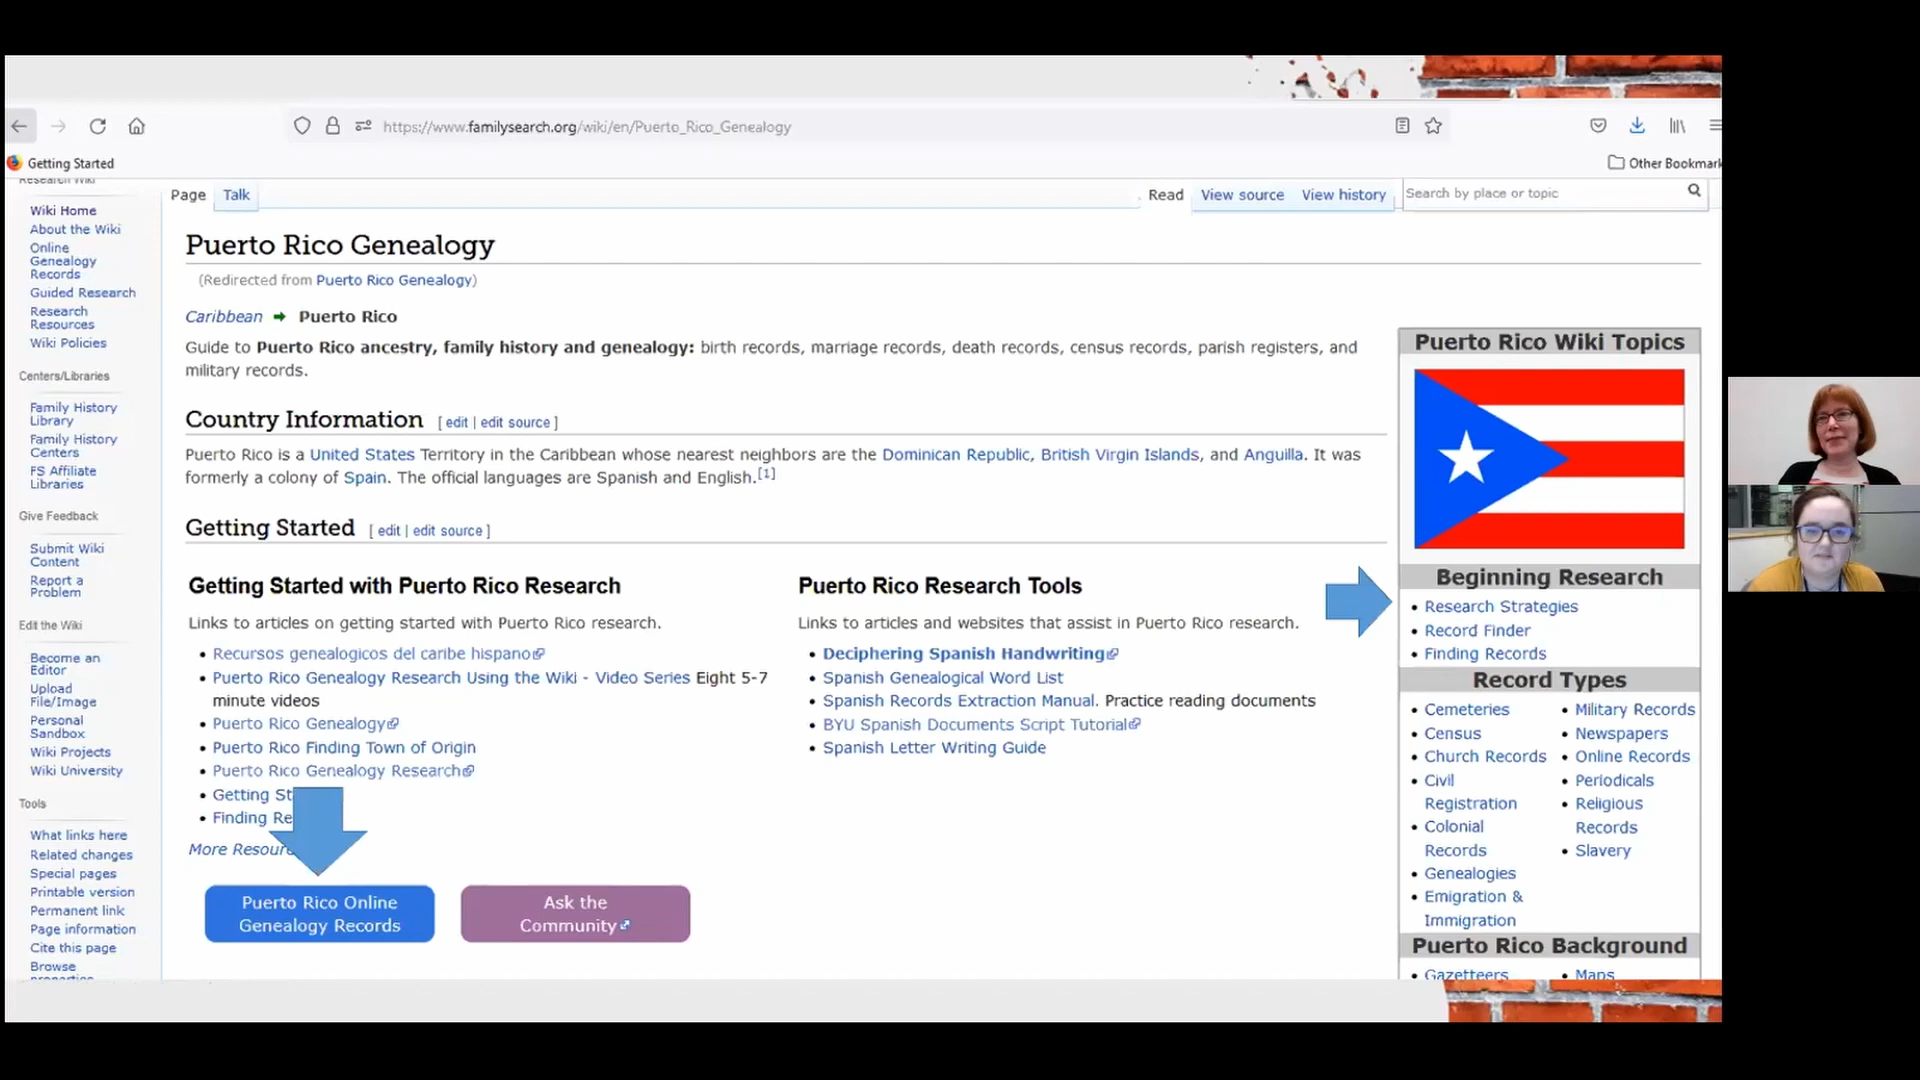 https://www.familysearch.org/wiki/en/Puerto_Rico_Genealogy
Getting Started
Other Bookmark
Research Wiki
Wiki Home
About the Wiki
Online
Genealogy
Records
Guided Research
Research
Resources
Wiki Policies
Centers/Libraries
Family History
Library
Family History
Centers
FS Affiliate
Libraries
Give Feedback
Submit Wiki
Content
Report a
Problem
Edit the Wiki
Become an
Editor
Upload
File/Image
Personal
Sandbox
Wiki Projects
Wiki University
Tools
What links here
Related changes
Special pages
Printable version
Permanent link
Page information
Cite this page
Browse
properties
Page Talk
Read View source View history
Search by place or topic
Puerto Rico Genealogy
(Redirected from Puerto Rico Genealogy)
Caribbean ➡ Puerto Rico
Guide to Puerto Rico ancestry, family history and genealogy: birth records, marriage records, death records, census records, parish registers, and
military records.
Country Information [ edit | edit source ]
Puerto Rico is a United States Territory in the Caribbean whose nearest neighbors are the Dominican Republic, British Virgin Islands, and Anguilla. It was
formerly a colony of Spain. The official languages are Spanish and English.[1]
Getting Started [ edit | edit source ]
Getting Started with Puerto Rico Research
Links to articles on getting started with Puerto Rico research.
• Recursos genealogicos del caribe hispano
• Puerto Rico Genealogy Research Using the Wiki - Video Series Eight 5-7
minute videos
• Puerto Rico Genealogy
• Puerto Rico Finding Town of Origin
• Puerto Rico Genealogy Research
• Getting St
• Finding Re
More Resour
Puerto Rico Online
Genealogy Records
Ask the
Community
Puerto Rico Research Tools
Links to articles and websites that assist in Puerto Rico research.
• Deciphering Spanish Handwriting
• Spanish Genealogical Word List
• Spanish Records Extraction Manual. Practice reading documents
• BYU Spanish Documents Script Tutorial
• Spanish Letter Writing Guide
Puerto Rico Wiki Topics
Beginning Research
• Research Strategies
• Record Finder
• Finding Records
Record Types
• Cemeteries
• Census
• Church Records
• Civil
Registration
• Colonial
Records
• Genealogies
• Emigration &
Immigration
• Military Records
• Newspapers
• Online Records
• Periodicals
• Religious
Records
• Slavery
Puerto Rico Background
• Gazetteers
• Maps